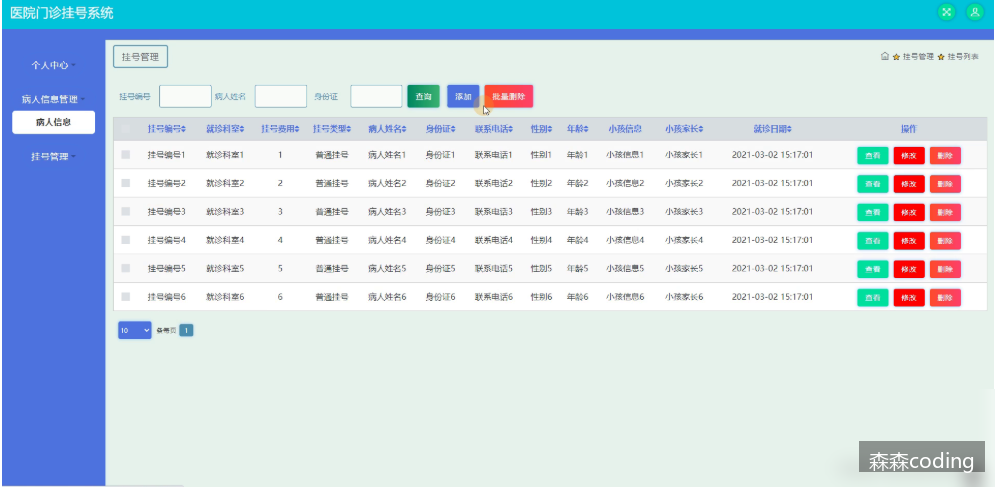 医院门诊挂号系统
个人中心
病人信息管理
病人信息
挂号管理
挂号管理
挂号管理 挂号列表
挂号编号 病人姓名 身份证 查询 添加 批量删除
挂号编号 就诊科室 挂号费用 挂号类型 病人姓名 身份证 联系电话 性别 年龄 小孩信息 小孩家长 就诊日期 操作
挂号编号1 就诊科室1 1 普通挂号 病人姓名1 身份证1 联系电话1 性别1 年龄1 小孩信息1 小孩家长1 2021-03-02 15:17:01 查看 修改 删除
挂号编号2 就诊科室2 2 普通挂号 病人姓名2 身份证2 联系电话2 性别2 年龄2 小孩信息2 小孩家长2 2021-03-02 15:17:01 查看 修改 删除
挂号编号3 就诊科室3 3 普通挂号 病人姓名3 身份证3 联系电话3 性别3 年龄3 小孩信息3 小孩家长3 2021-03-02 15:17:01 查看 修改 删除
挂号编号4 就诊科室4 4 普通挂号 病人姓名4 身份证4 联系电话4 性别4 年龄4 小孩信息4 小孩家长4 2021-03-02 15:17:01 查看 修改 删除
挂号编号5 就诊科室5 5 普通挂号 病人姓名5 身份证5 联系电话5 性别5 年龄5 小孩信息5 小孩家长5 2021-03-02 15:17:01 查看 修改 删除
挂号编号6 就诊科室6 6 普通挂号 病人姓名6 身份证6 联系电话6 性别6 年龄6 小孩信息6 小孩家长6 2021-03-02 15:17:01 查看 修改 删除
10 条每页 1
森森coding